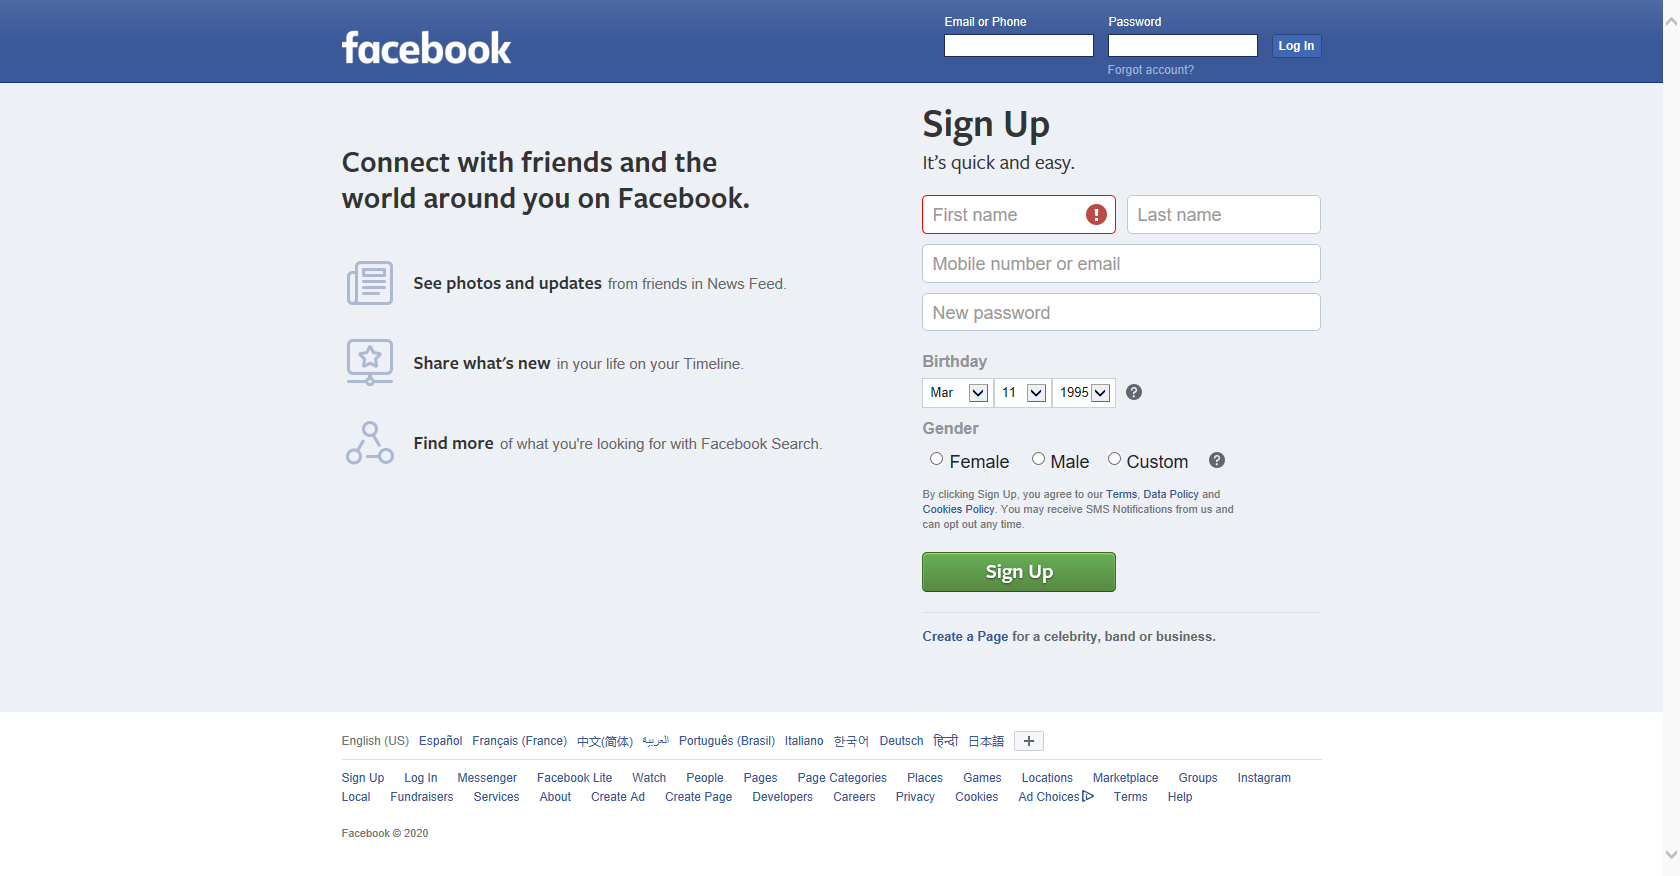 facebook
Email or Phone
Password
Log In
Forgot account?
Connect with friends and the
world around you on Facebook.
See photos and updates from friends in News Feed.
Share what's new in your life on your Timeline.
Find more of what you're looking for with Facebook Search.
Sign Up
It's quick and easy.
First name
Last name
Mobile number or email
New password
Birthday
Mar 11 1995
Gender
Female Male Custom
By clicking Sign Up, you agree to our Terms, Data Policy and
Cookies Policy. You may receive SMS Notifications from us and
can opt out any time.
Sign Up
Create a Page for a celebrity, band or business.
English (US) Español Français (France) 中文(简体) العربية Português (Brasil) Italiano 한국어 Deutsch हिन्दी 日本語
Sign Up Log In Messenger Facebook Lite Watch People Pages Page Categories Places Games Locations Marketplace Groups Instagram
Local Fundraisers Services About Create Ad Create Page Developers Careers Privacy Cookies Ad Choices Terms Help
Facebook © 2020